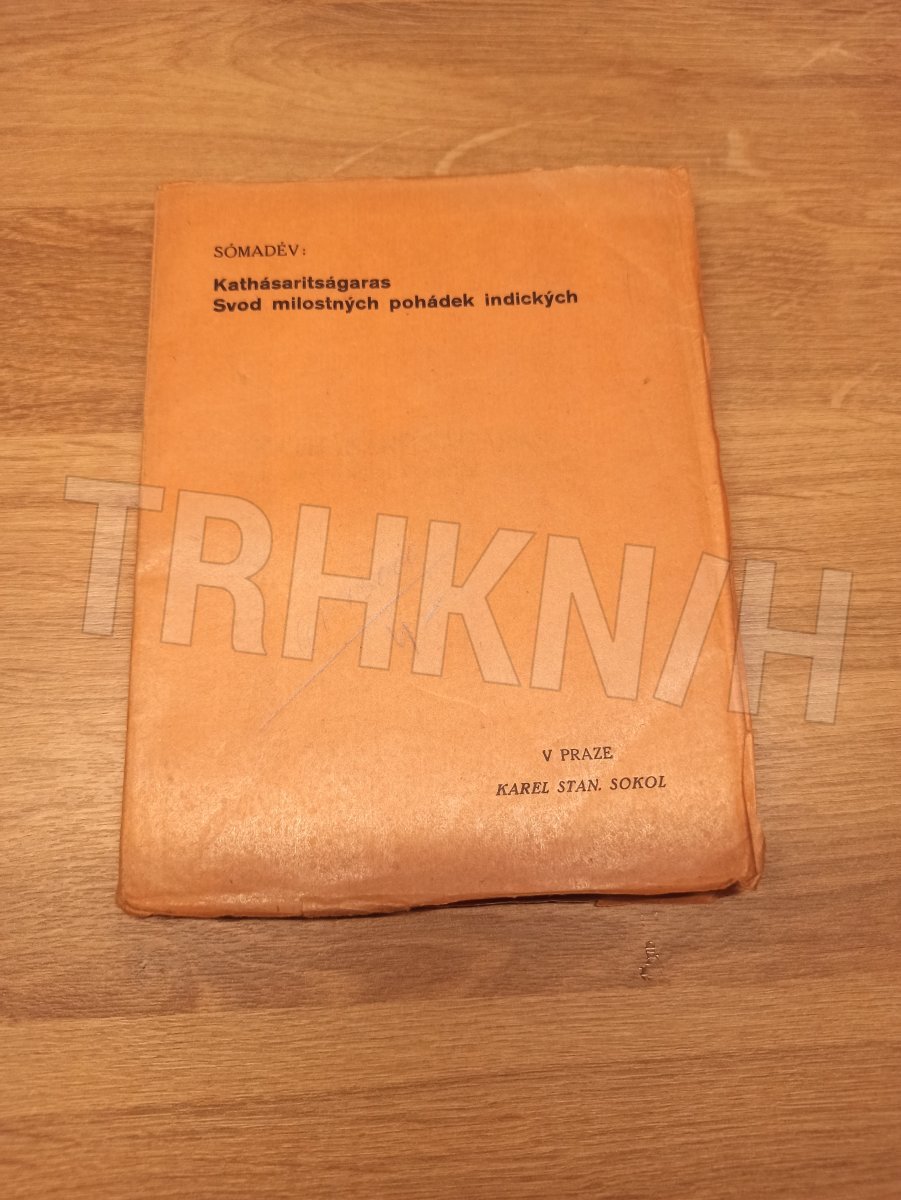 SÓMADÉV:
Kathásaritságaras
Svod milostných pohádek indických
TRHKNIH
V PRAZE
KAREL STAN. SOKOL